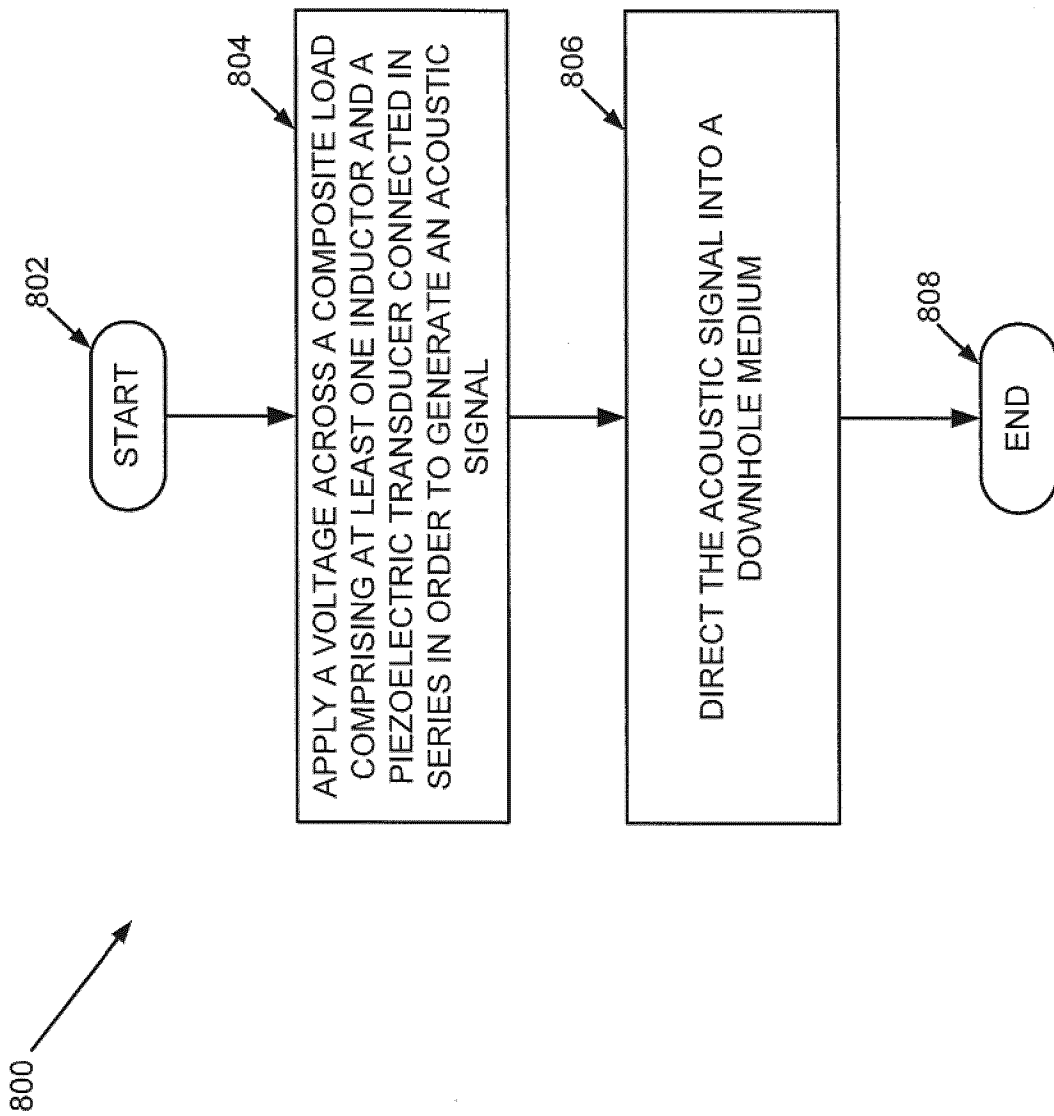 800
802
START
804
APPLY A VOLTAGE ACROSS A COMPOSITE LOAD
COMPRISING AT LEAST ONE INDUCTOR AND A
PIEZOELECTRIC TRANSDUCER CONNECTED IN
SERIES IN ORDER TO GENERATE AN ACOUSTIC
SIGNAL
806
DIRECT THE ACOUSTIC SIGNAL INTO A
DOWNHOLE MEDIUM
808
END